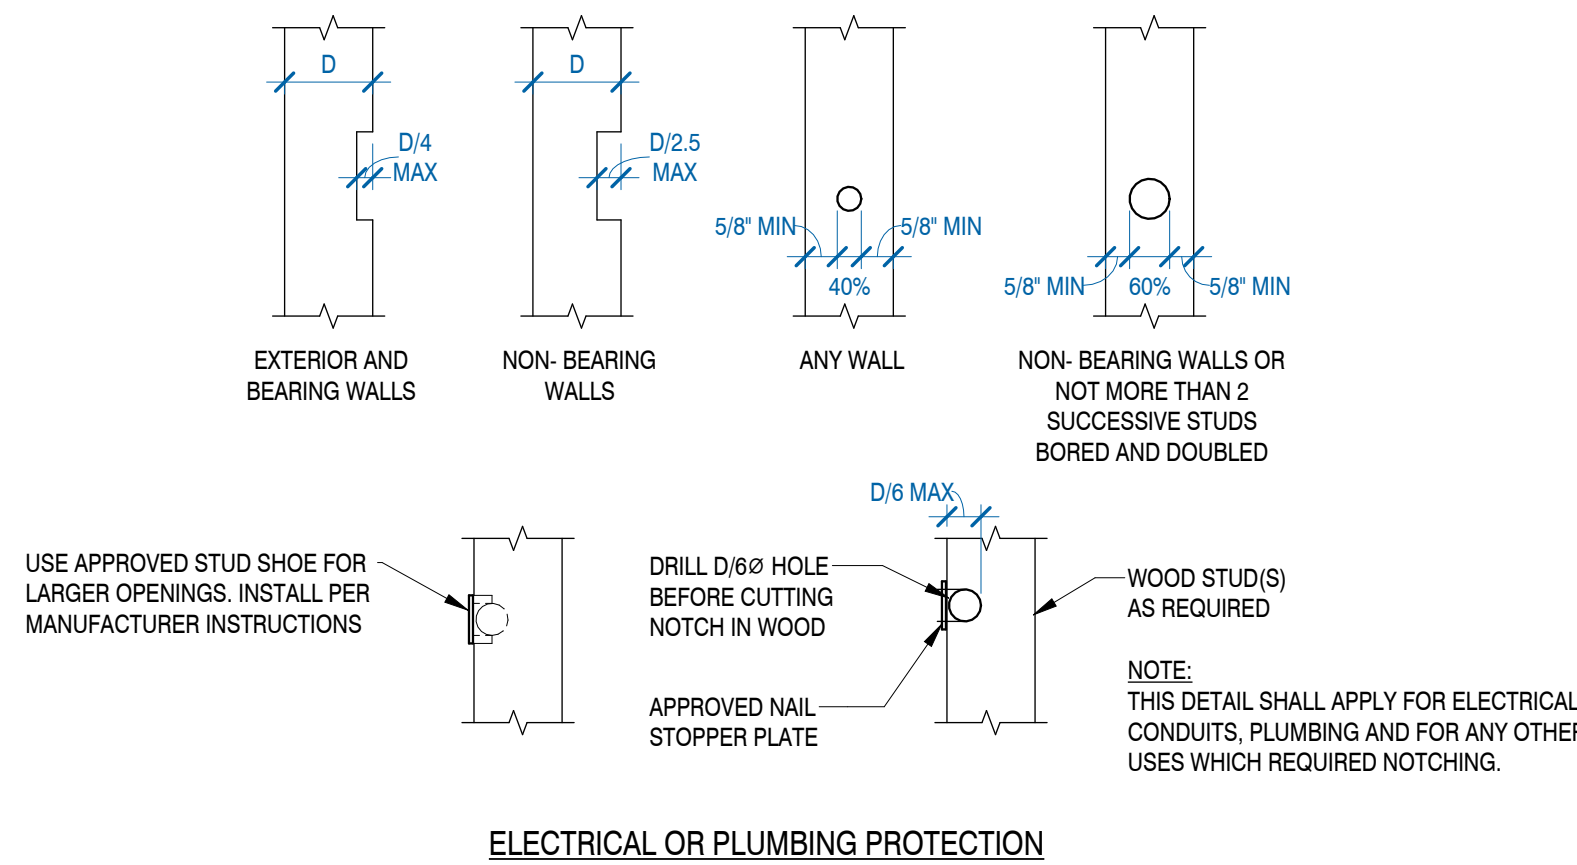 D
D
D/4
MAX
D/2.5
MAX
5/8" MIN
5/8" MIN
40%
5/8" MIN
60%
5/8" MIN
EXTERIOR AND
BEARING WALLS
NON- BEARING
WALLS
ANY WALL
NON- BEARING WALLS OR
NOT MORE THAN 2
SUCCESSIVE STUDS
BORED AND DOUBLED
USE APPROVED STUD SHOE FOR
LARGER OPENINGS. INSTALL PER
MANUFACTURER INSTRUCTIONS
D/6 MAX
DRILL D/6Ø HOLE
BEFORE CUTTING
NOTCH IN WOOD
APPROVED NAIL
STOPPER PLATE
WOOD STUD(S)
AS REQUIRED
NOTE:
THIS DETAIL SHALL APPLY FOR ELECTRICAL
CONDUITS, PLUMBING AND FOR ANY OTHER
USES WHICH REQUIRED NOTCHING.
ELECTRICAL OR PLUMBING PROTECTION